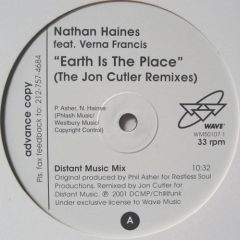 Nathan Haines
feat. Verna Francis
“Earth Is The Place”
(The Jon Cutler Remixes)
advance copy
Pls. fax feedback to: 212-757-4684
P. Asher, N. Haines
(Phlash Music/
Westbury Music/
Copyright Control)
WAVE
WM50107-1
33 rpm
Distant Music Mix
10:32
Original produced by Phil Asher for Restless Soul
Productions. Remixed by Jon Cutler for
Distant Music. ℗ 2001 DCMP/Chillifunk
Under exclusive license to Wave Music
A